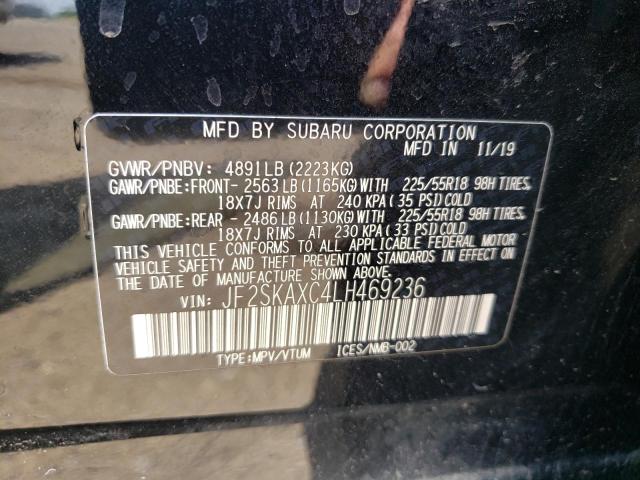 MFD BY SUBARU CORPORATION
MFD IN 11/19
GVWR/PNBV: 4891LB (2223KG)
GAWR/PNBE:FRONT- 2563 LB (1165KG) WITH 225/55R18 98H TIRES,
18X7J RIMS AT 240 KPA (35 PSI) COLD
GAWR/PNBE:REAR - 2486 LB (1130KG) WITH 225/55R18 98H TIRES,
18X7J RIMS AT 230 KPA (33 PSI) COLD
THIS VEHICLE CONFORMS TO ALL APPLICABLE FEDERAL MOTOR
VEHICLE SAFETY AND THEFT PREVENTION STANDARDS IN EFFECT ON
THE DATE OF MANUFACTURE SHOWN ABOVE.
VIN: JF2SKAXC4LH469236
TYPE:MPV/VTUM ICES/NMB-002